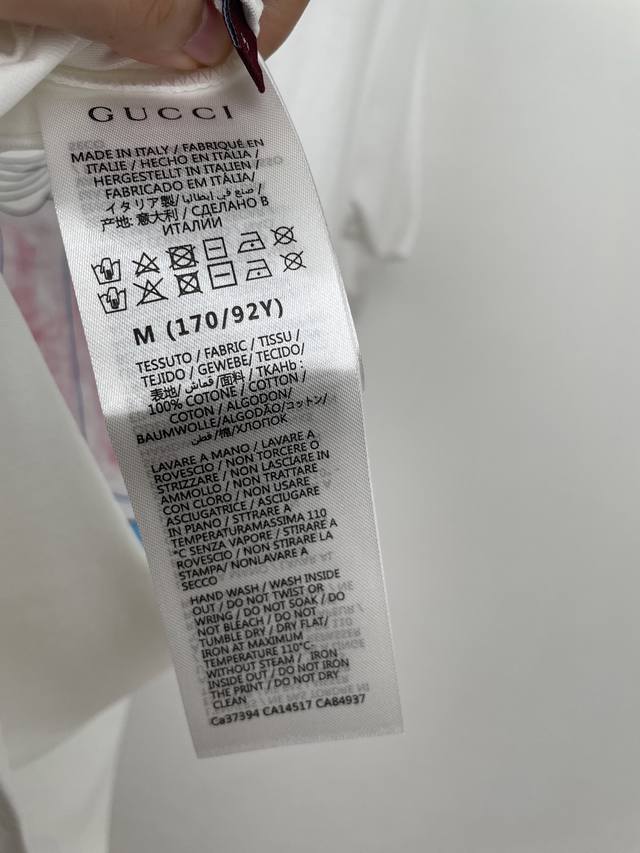 GUCCI
MADE IN ITALY / FABRIQUÉ EN
ITALIE / HECHO EN ITALIA /
HERGESTELLT IN ITALIEN /
FABRICADO EM ITÁLIA/
イタリア製/ صنع في ايطاليا /
产地: 意大利 / СДЕЛАНО В
ИТАЛИИ
M (170/92Y)
TESSUTO / FABRIC / TISSU /
TEJIDO / GEWEBE/ TECIDO/
表地/ قماش /面料 / TKAHb :
100% COTONE / COTTON /
COTON / ALGODON/
BAUMWOLLE/ALGODÃO/コットン/
قطن /棉/ХЛОПОК
LAVARE A MANO / LAVARE A
ROVESCIO / NON TORCERE O
STRIZZARE / NON LASCIARE IN
AMMOLLO / NON TRATTARE
CON CLORO / NON USARE
ASCIUGATRICE / ASCIUGARE
IN PIANO / STTRARE A
TEMPERATURAMASSIMA 110
°C SENZA VAPORE / STIRARE A
ROVESCIO / NON STIRARE LA
STAMPA/ NONLAVARE A
SECCO
HAND WASH / WASH INSIDE
OUT / DO NOT TWIST OR
WRING / DO NOT SOAK / DO
NOT BLEACH / DO NOT
TUMBLE DRY / DRY FLAT/
IRON AT MAXIMUM
TEMPERATURE 110°C
WITHOUT STEAM / IRON
INSIDE OUT / DO NOT IRON
THE PRINT / DO NOT DRY
CLEAN
Ca37394 CA14517 CA84937